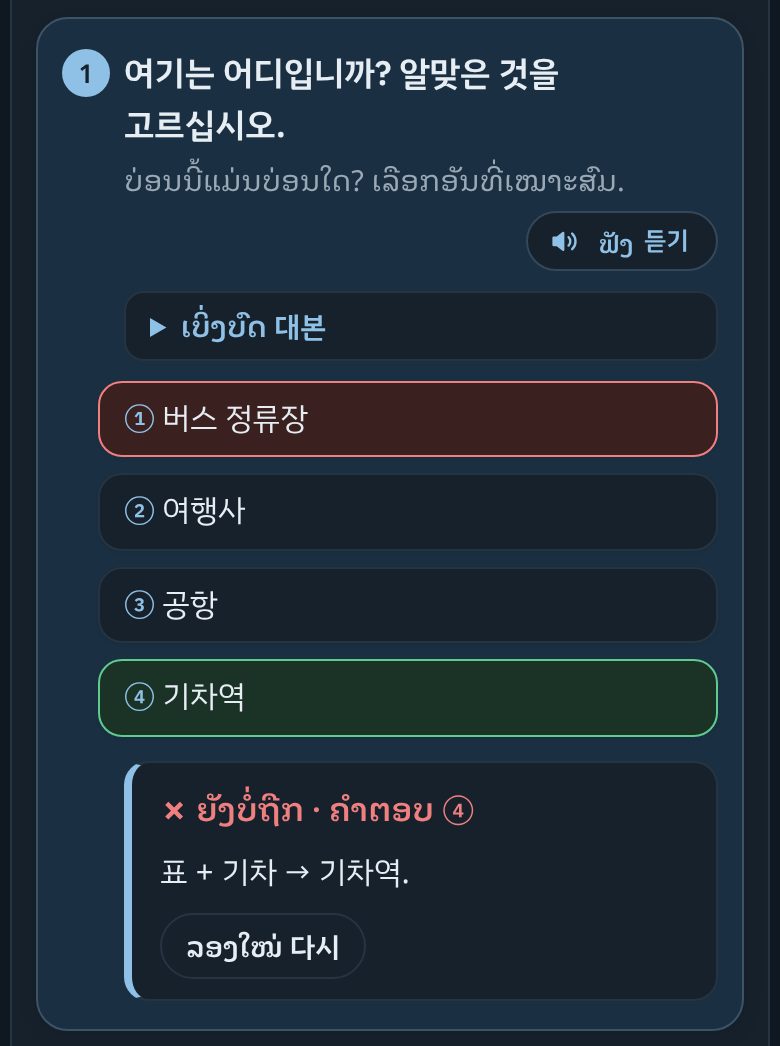 1 여기는 어디입니까? 알맞은 것을
고르십시오.
ບ່ອນນີ້ແມ່ນບ່ອນໃດ? ເລືອກອັນທີ່ເໝາະສົມ.
🔊 ຟັງ 듣기
▶ ເບິ່ງບົດ 대본
① 버스 정류장
② 여행사
③ 공항
④ 기차역
✖ ຍັງບໍ່ຖືກ · ຄຳຕອບ ④
표 + 기차 → 기차역.
ລອງໃໝ່ 다시